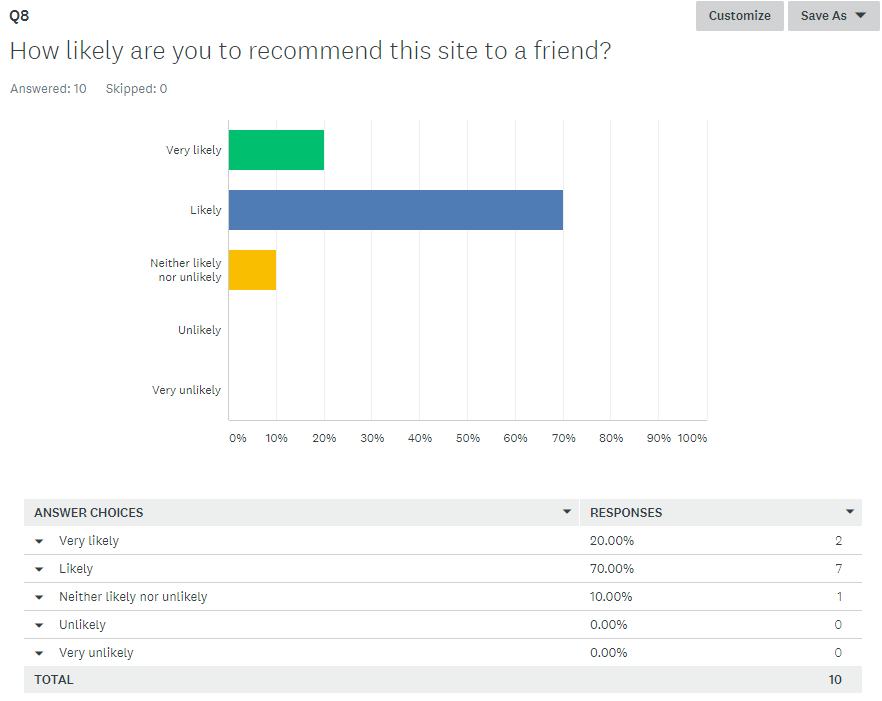 Q8
Customize
Save As
How likely are you to recommend this site to a friend?
Answered: 10 Skipped: 0
Very likely
Likely
Neither likely
nor unlikely
Unlikely
Very unlikely
0% 10% 20% 30% 40% 50% 60% 70% 80% 90% 100%
ANSWER CHOICES RESPONSES
Very likely 20.00% 2
Likely 70.00% 7
Neither likely nor unlikely 10.00% 1
Unlikely 0.00% 0
Very unlikely 0.00% 0
TOTAL 10